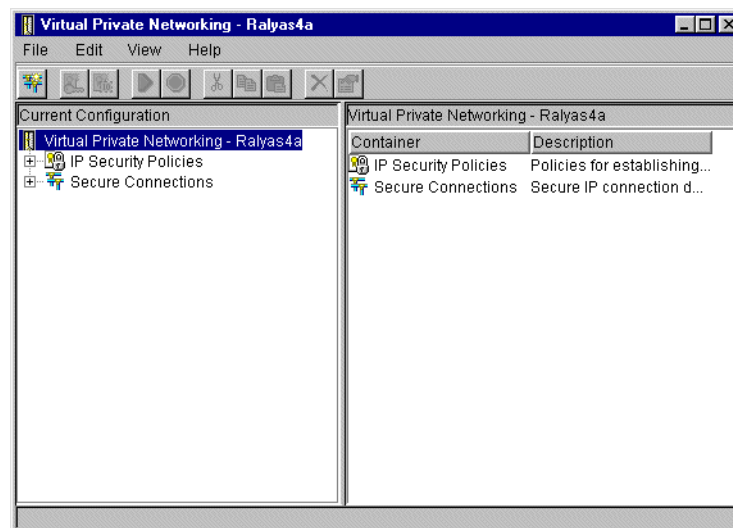 Virtual Private Networking - Ralyas4a
File Edit View Help
Current Configuration
Virtual Private Networking - Ralyas4a
IP Security Policies
Secure Connections
Virtual Private Networking - Ralyas4a
Container Description
IP Security Policies Policies for establishing...
Secure Connections Secure IP connection d...